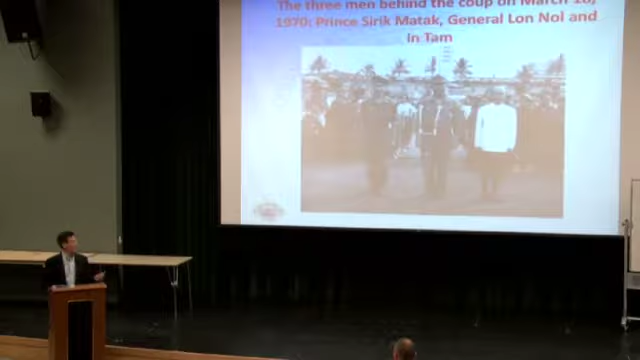 The three men behind the coup on March 18,
1970: Prince Sirik Matak, General Lon Nol and
In Tam